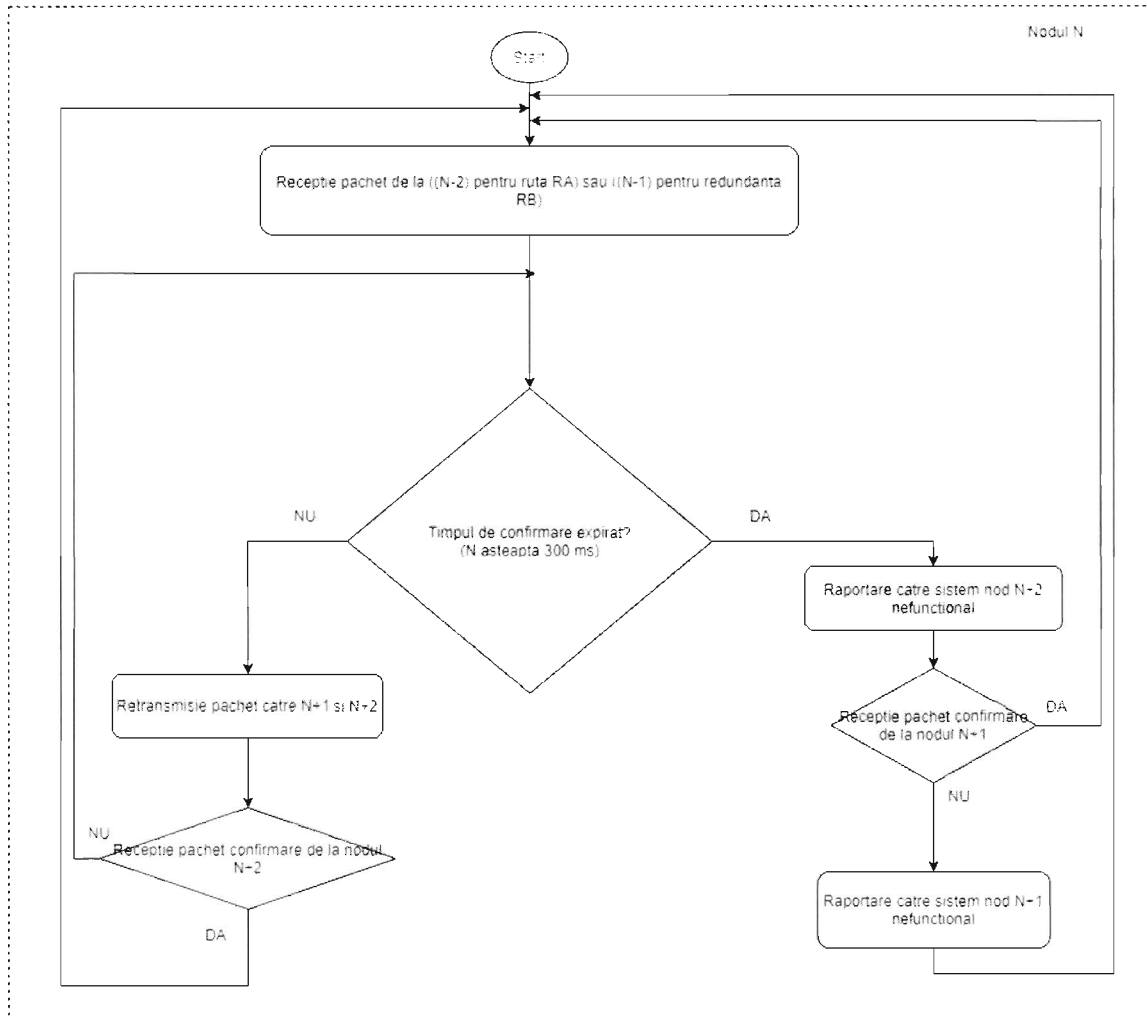 Nodul N
Start
Receptie pachet de la ((N-2) pentru ruta RA) sau ((N-1) pentru redundanta
RB)
NU
Timpul de confirmare expirat?
(N asteapta 300 ms)
DA
Raportare catre sistem nod N+2
nefunctional
Retransmisie pachet catre N+1 si N+2
Receptie pachet confirmare
de la nodul N+1
DA
NU
NU
Receptie pachet confirmare de la nodul
N+2
Raportare catre sistem nod N+1
nefunctional
DA